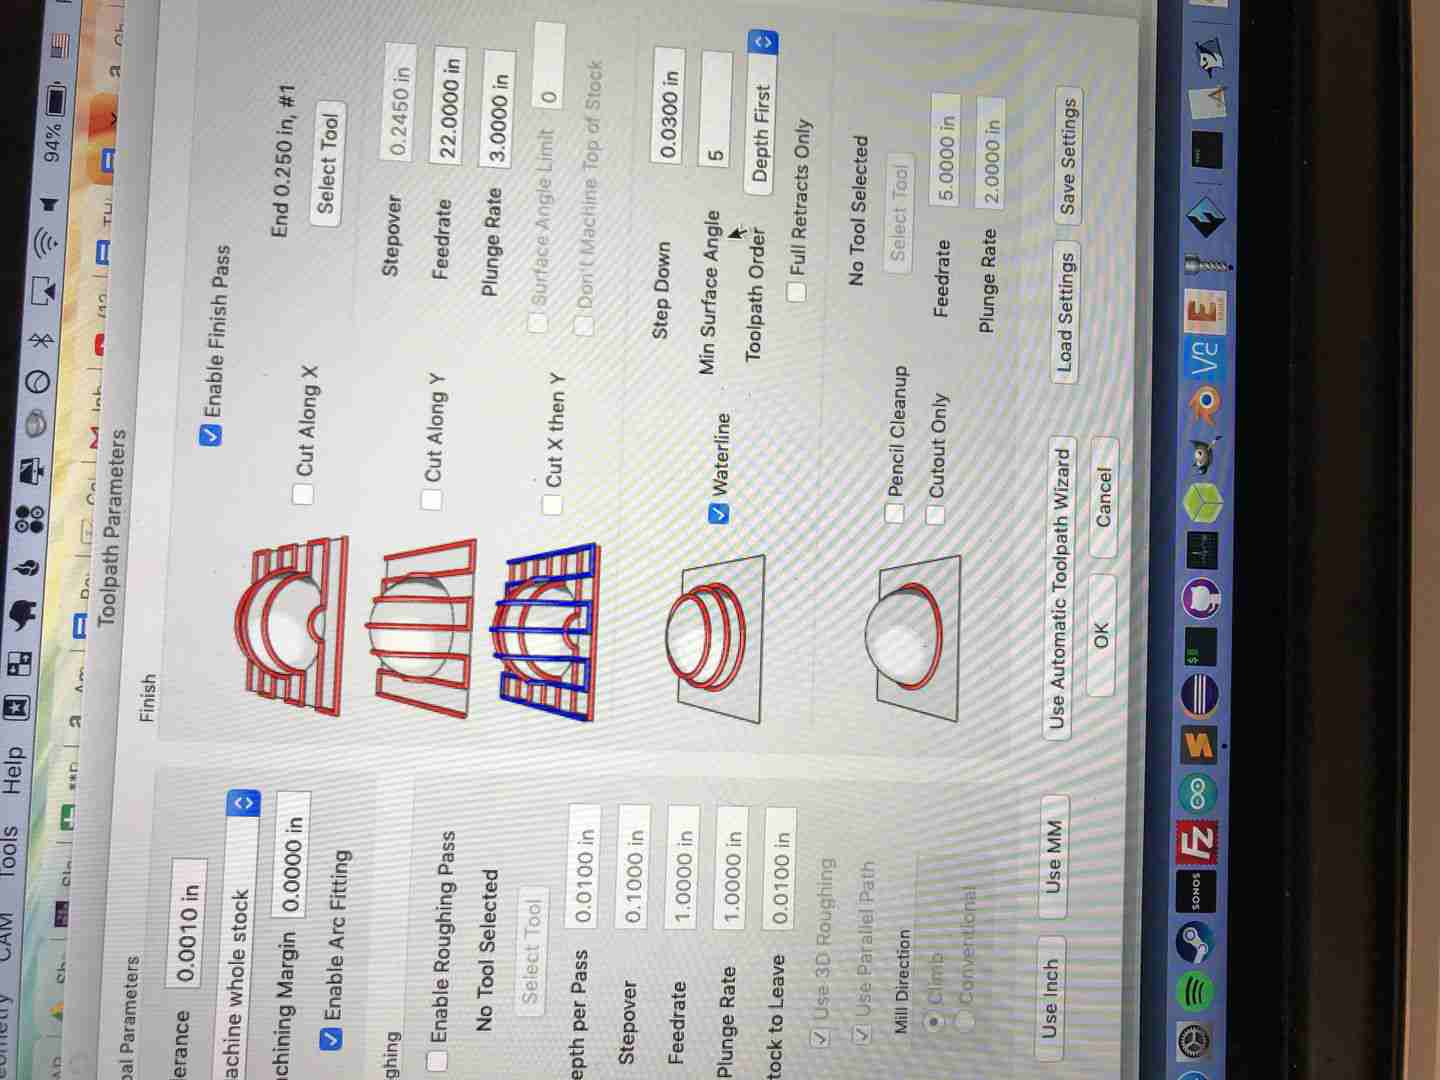 CAM Tools Help 94%
Toolpath Parameters
Parameters
erance 0.0010 in
achine whole stock
chining Margin 0.0000 in
Enable Arc Fitting
ghing
Enable Roughing Pass
No Tool Selected
Select Tool
epth per Pass 0.0100 in
Stepover 0.1000 in
Feedrate 1.0000 in
Plunge Rate 1.0000 in
tock to Leave 0.0100 in
Use 3D Roughing
Use Parallel Path
Mill Direction
Climb
Conventional
Finish
Enable Finish Pass
End 0.250 in, #1
Cut Along X
Select Tool
Stepover 0.2450 in
Cut Along Y
Feedrate 22.0000 in
Plunge Rate 3.0000 in
Cut X then Y
Surface Angle Limit 0
Don't Machine Top of Stock
Step Down 0.0300 in
Waterline
Min Surface Angle 5
Toolpath Order Depth First
Full Retracts Only
No Tool Selected
Pencil Cleanup
Select Tool
Cutout Only
Feedrate 5.0000 in
Plunge Rate 2.0000 in
Use Inch Use MM Use Automatic Toolpath Wizard Load Settings Save Settings
OK Cancel
SONOS Fz E